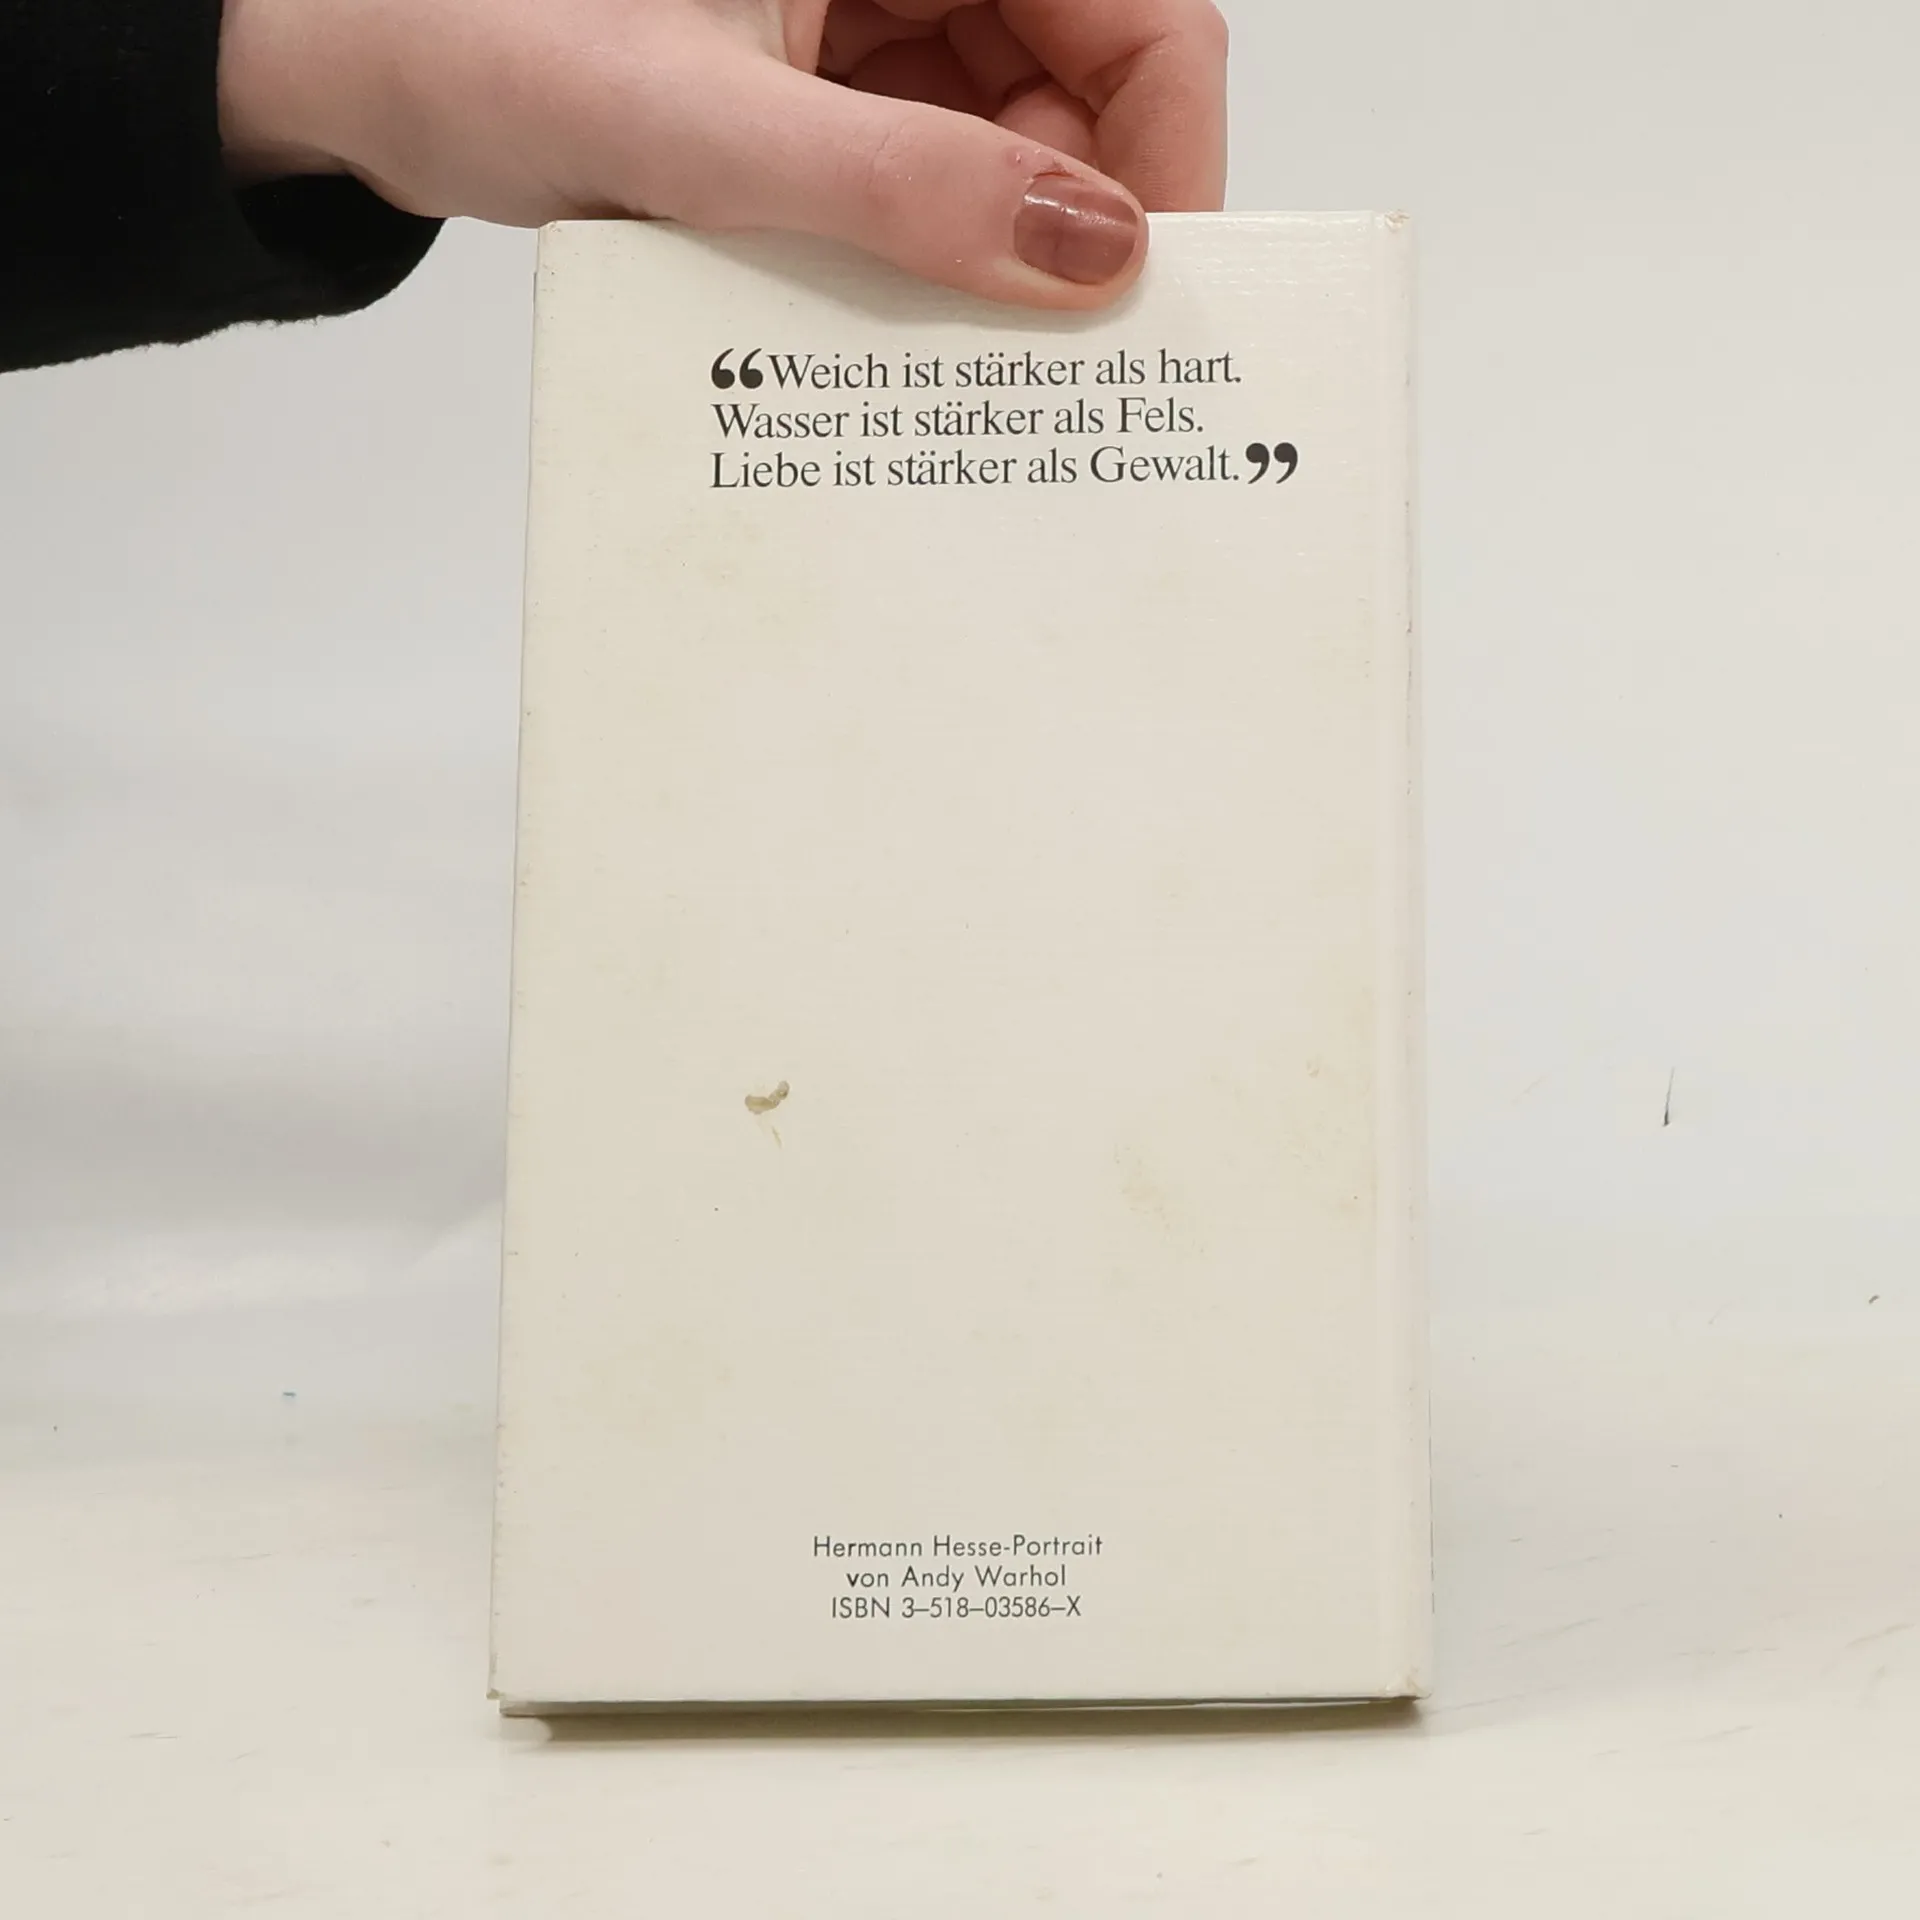 “Weich ist stärker als hart.
Wasser ist stärker als Fels.
Liebe ist stärker als Gewalt.”
Hermann Hesse-Portrait
von Andy Warhol
ISBN 3–518–03586–X